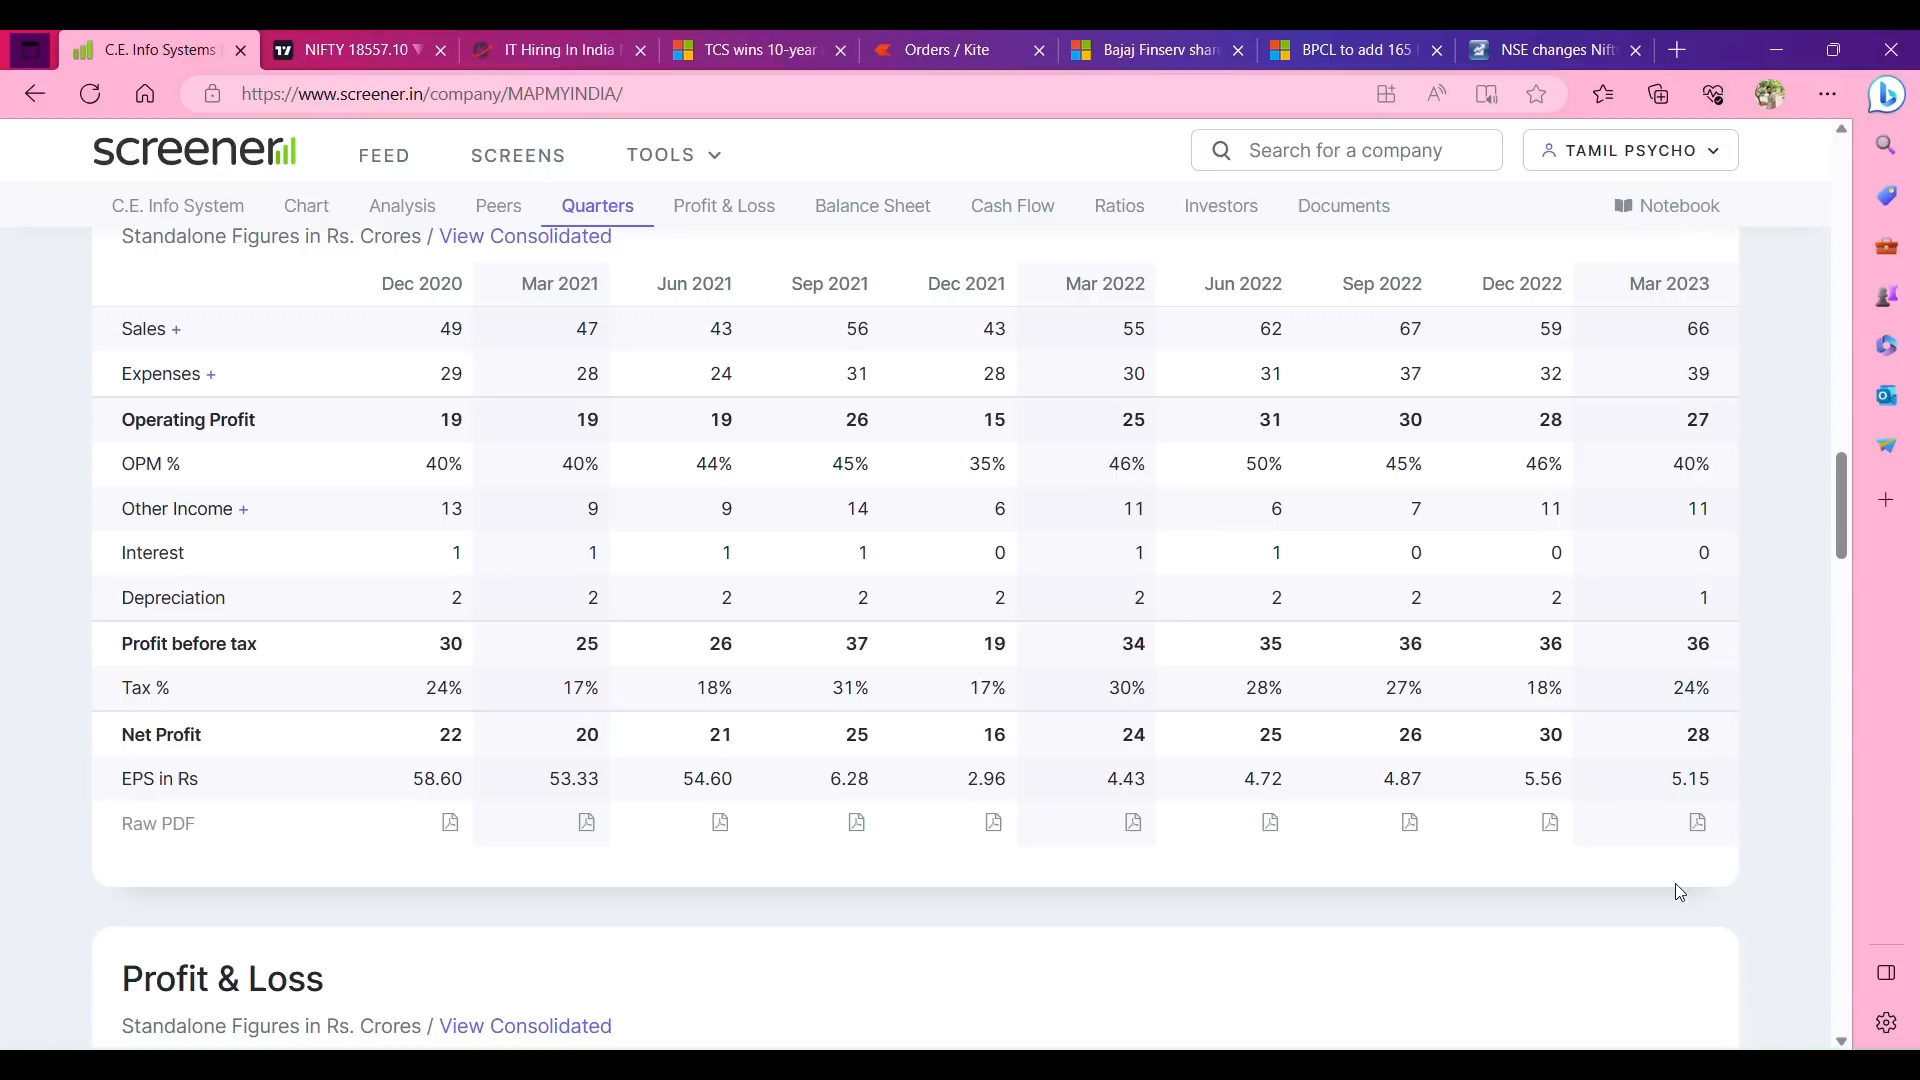 C.E. Info Systems
NIFTY 18557.10
IT Hiring In India
TCS wins 10-year
Orders / Kite
Bajaj Finserv shar
BPCL to add 165
NSE changes Nift
https://www.screener.in/company/MAPMYINDIA/
screener
FEED
SCREENS
TOOLS
Search for a company
TAMIL PSYCHO
C.E. Info System Chart Analysis Peers Quarters Profit & Loss Balance Sheet Cash Flow Ratios Investors Documents Notebook
Standalone Figures in Rs. Crores / View Consolidated
Dec 2020 Mar 2021 Jun 2021 Sep 2021 Dec 2021 Mar 2022 Jun 2022 Sep 2022 Dec 2022 Mar 2023
Sales + 49 47 43 56 43 55 62 67 59 66
Expenses + 29 28 24 31 28 30 31 37 32 39
Operating Profit 19 19 19 26 15 25 31 30 28 27
OPM % 40% 40% 44% 45% 35% 46% 50% 45% 46% 40%
Other Income + 13 9 9 14 6 11 6 7 11 11
Interest 1 1 1 1 0 1 1 0 0 0
Depreciation 2 2 2 2 2 2 2 2 2 1
Profit before tax 30 25 26 37 19 34 35 36 36 36
Tax % 24% 17% 18% 31% 17% 30% 28% 27% 18% 24%
Net Profit 22 20 21 25 16 24 25 26 30 28
EPS in Rs 58.60 53.33 54.60 6.28 2.96 4.43 4.72 4.87 5.56 5.15
Raw PDF
Profit & Loss
Standalone Figures in Rs. Crores / View Consolidated